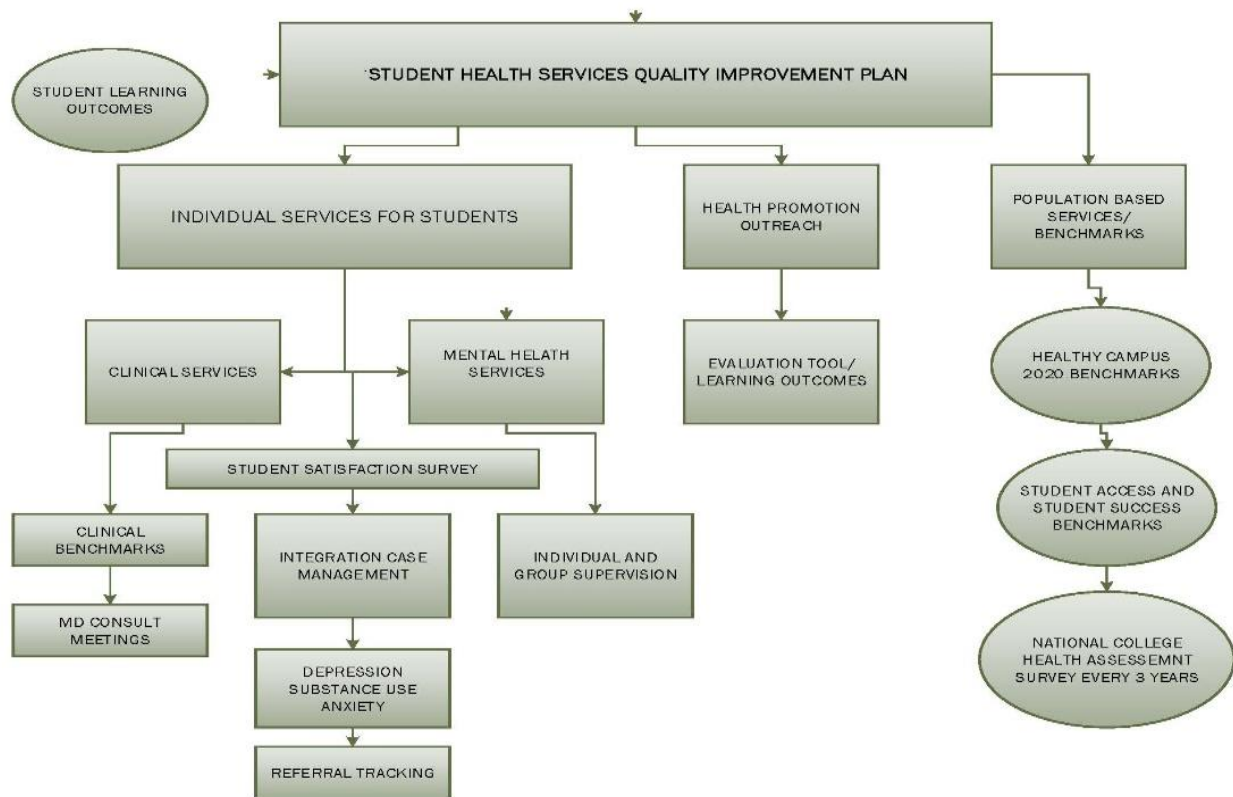 STUDENT HEALTH SERVICES QUALITY IMPROVEMENT PLAN
STUDENT LEARNING
OUTCOMES
INDIVIDUAL SERVICES FOR STUDENTS
HEALTH PROMOTION
OUTREACH
POPULATION BASED
SERVICES/
BENCHMARKS
CLINICAL SERVICES
MENTAL HELATH
SERVICES
EVALUATION TOOL/
LEARNING OUTCOMES
HEALTHY CAMPUS
2020 BENCHMARKS
STUDENT SATISFACTION SURVEY
STUDENT ACCESS AND
STUDENT SUCCESS
BENCHMARKS
CLINICAL
BENCHMARKS
INTEGRATION CASE
MANAGEMENT
INDIVIDUAL AND
GROUP SUPERVISION
MD CONSULT
MEETINGS
NATIONAL COLLEGE
HEALTH ASSESSEMNT
SURVEY EVERY 3 YEARS
DEPRESSION
SUBSTANCE USE
ANXIETY
REFERRAL TRACKING